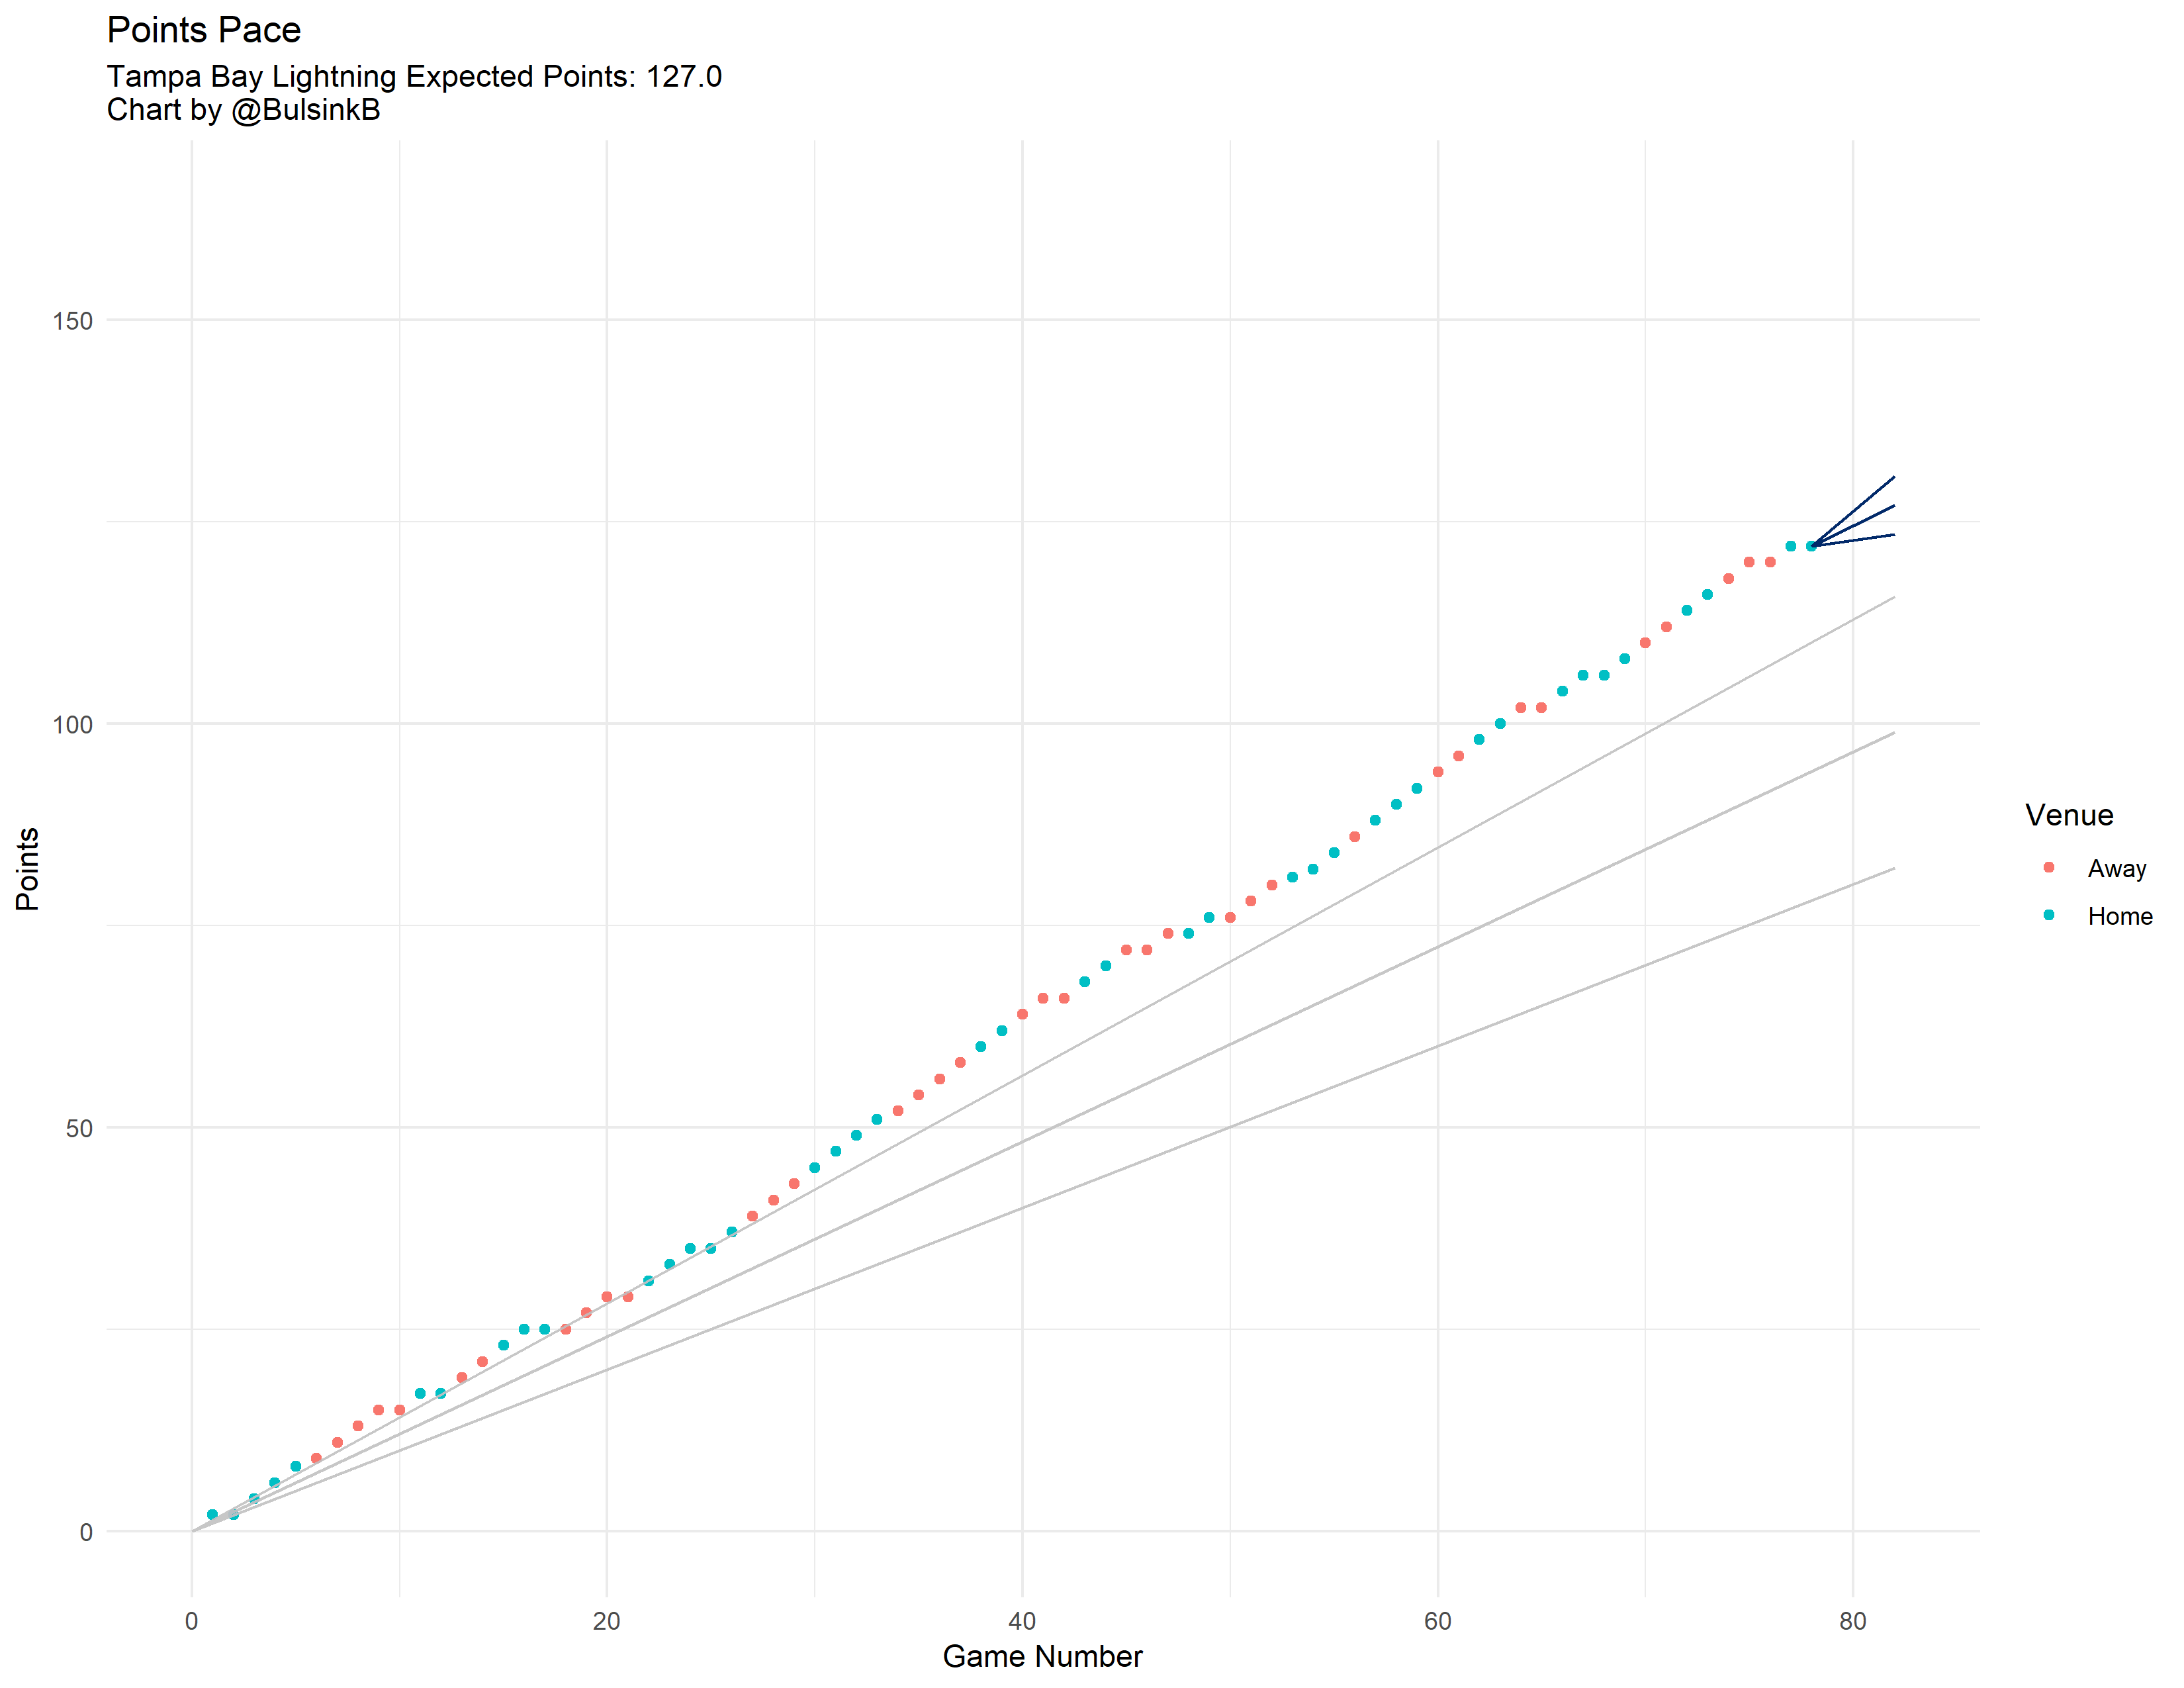 Points Pace
Tampa Bay Lightning Expected Points: 127.0
Chart by @BulsinkB
150
100
50
0
Points
0 20 40 60 80
Game Number
Venue
Away
Home